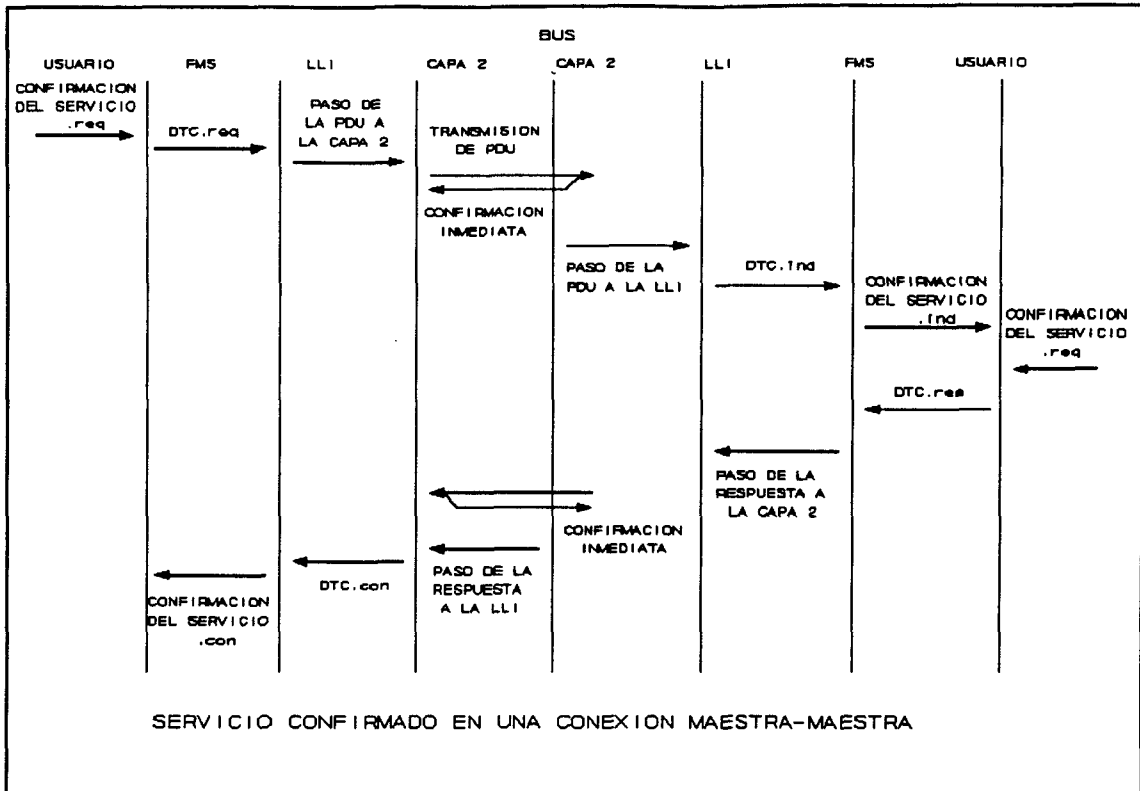 BUS
USUARIO FMS LLI CAPA 2 CAPA 2 LLI FMS USUARIO
CONFIRMACION
DEL SERVICIO
.req
DTC.req
PASO DE
LA PDU A
LA CAPA 2
TRANSMISION
DE PDU
CONFIRMACION
INMEDIATA
PASO DE LA
PDU A LA LLI
DTC.Ind
CONFIRMACION
DEL SERVICIO
.Ind
CONFIRMACION
DEL SERVICIO
.req
DTC.res
PASO DE LA
RESPUESTA A
LA CAPA 2
CONFIRMACION
INMEDIATA
PASO DE LA
RESPUESTA
A LA LLI
DTC.con
CONFIRMACION
DEL SERVICIO
.con
SERVICIO CONFIRMADO EN UNA CONEXION MAESTRA-MAESTRA